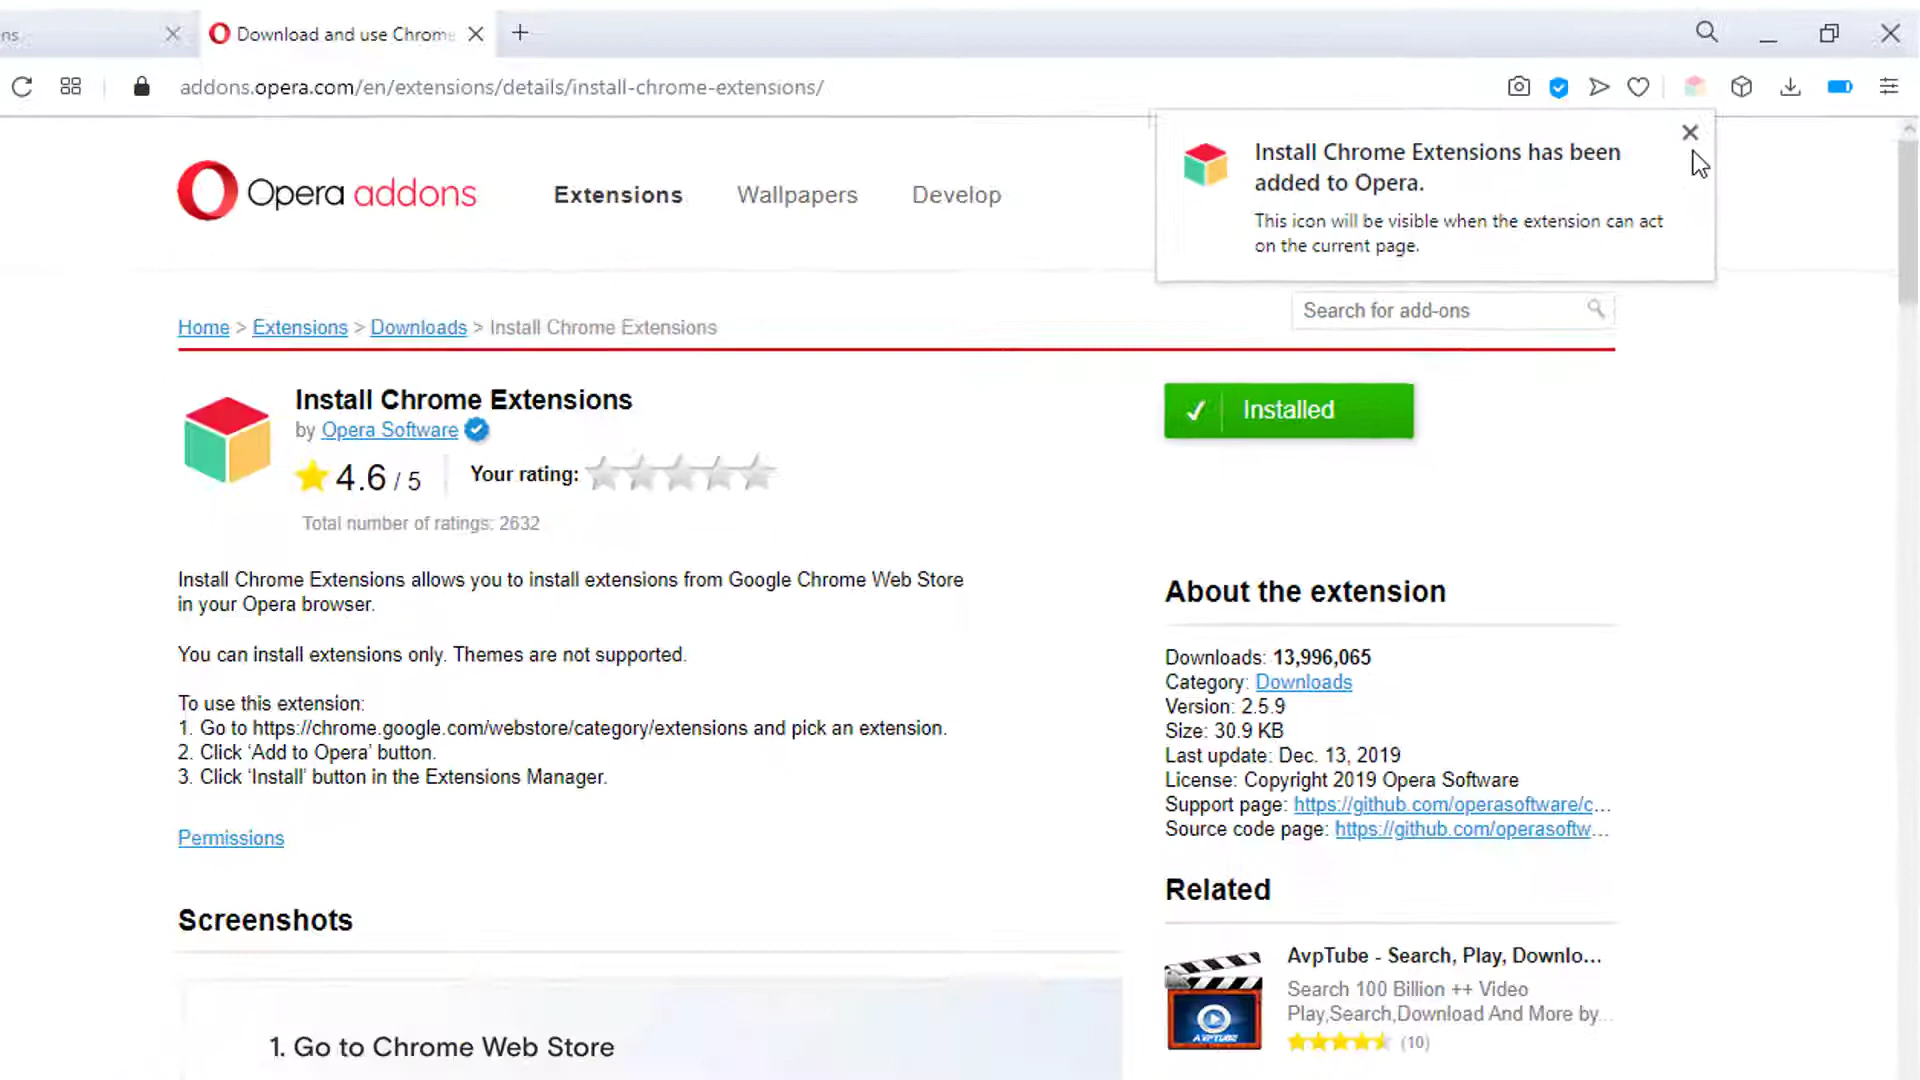 ns
Download and use Chrom
addons.opera.com/en/extensions/details/install-chrome-extensions/
Install Chrome Extensions has been
added to Opera.
This icon will be visible when the extension can act
on the current page.
Opera addons
Extensions
Wallpapers
Develop
Search for add-ons
Home > Extensions > Downloads > Install Chrome Extensions
Install Chrome Extensions
by Opera Software
4.6 / 5
Your rating:
Total number of ratings: 2632
Installed
Install Chrome Extensions allows you to install extensions from Google Chrome Web Store
in your Opera browser.
You can install extensions only. Themes are not supported.
To use this extension:
1. Go to https://chrome.google.com/webstore/category/extensions and pick an extension.
2. Click ‘Add to Opera’ button.
3. Click ‘Install’ button in the Extensions Manager.
Permissions
Screenshots
1. Go to Chrome Web Store
About the extension
Downloads: 13,996,065
Category: Downloads
Version: 2.5.9
Size: 30.9 KB
Last update: Dec. 13, 2019
License: Copyright 2019 Opera Software
Support page: https://github.com/operasoftware/c...
Source code page: https://github.com/operasoftw...
Related
AvpTube - Search, Play, Downlo...
Search 100 Billion ++ Video
Play,Search,Download And More by...
(10)
AVPTUBE